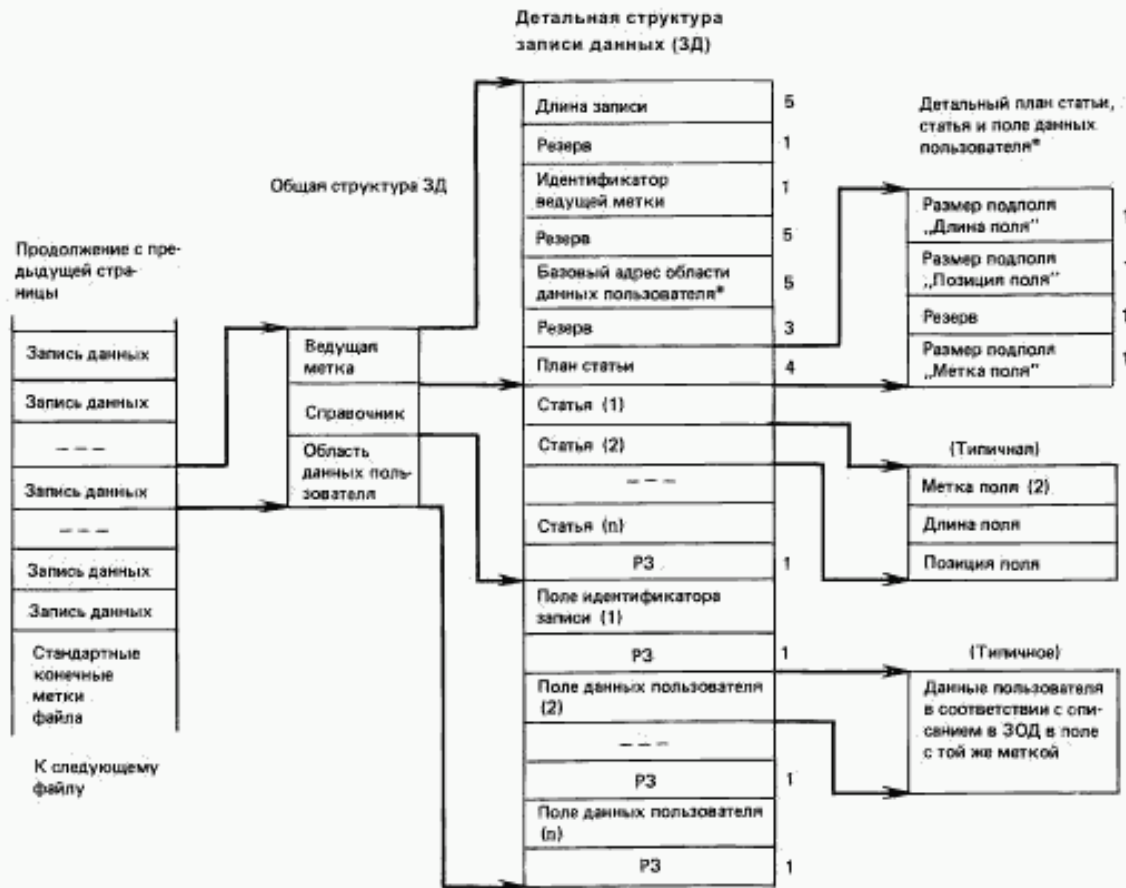 Детальная структура
записи данных (ЗД)
Общая структура ЗД
Продолжение с пре-
дыдущей стра-
ницы
Запись данных
Запись данных
– – –
Запись данных
– – –
Запись данных
Запись данных
Стандартные
конечные
метки
файла
К следующему
файлу
Ведущая
метка
Справочник
Область
данных поль-
зователя
Длина записи 5
Резерв 1
Идентификатор
ведущей метки 1
Резерв 5
Базовый адрес области
данных пользователя* 5
Резерв 3
План статьи 4
Статья (1)
Статья (2)
– – –
Статья (n)
РЗ 1
Поле идентификатора
записи (1)
РЗ 1
Поле данных пользователя
(2)
– – –
РЗ 1
Поле данных пользователя
(n)
РЗ 1
Детальный план статьи,
статья и поле данных
пользователя*
Размер подполя
„Длина поля" 1
Размер подполя
„Позиция поля"
Резерв 1
Размер подполя
„Метка поля" 1
(Типичная)
Метка поля (2)
Длина поля
Позиция поля
(Типичное)
Данные пользователя
в соответствии с опи-
санием в ЗОД в поле
с той же меткой